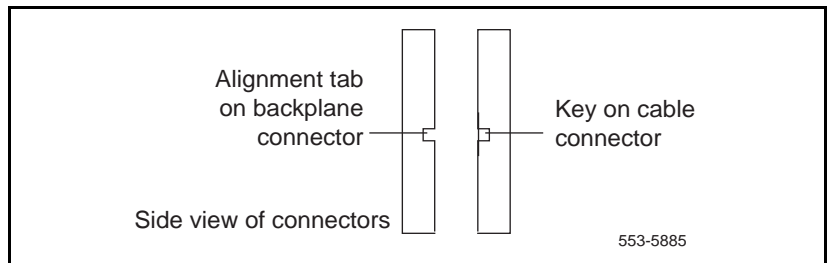 Alignment tab
on backplane
connector
Key on cable
connector
Side view of connectors
553-5885